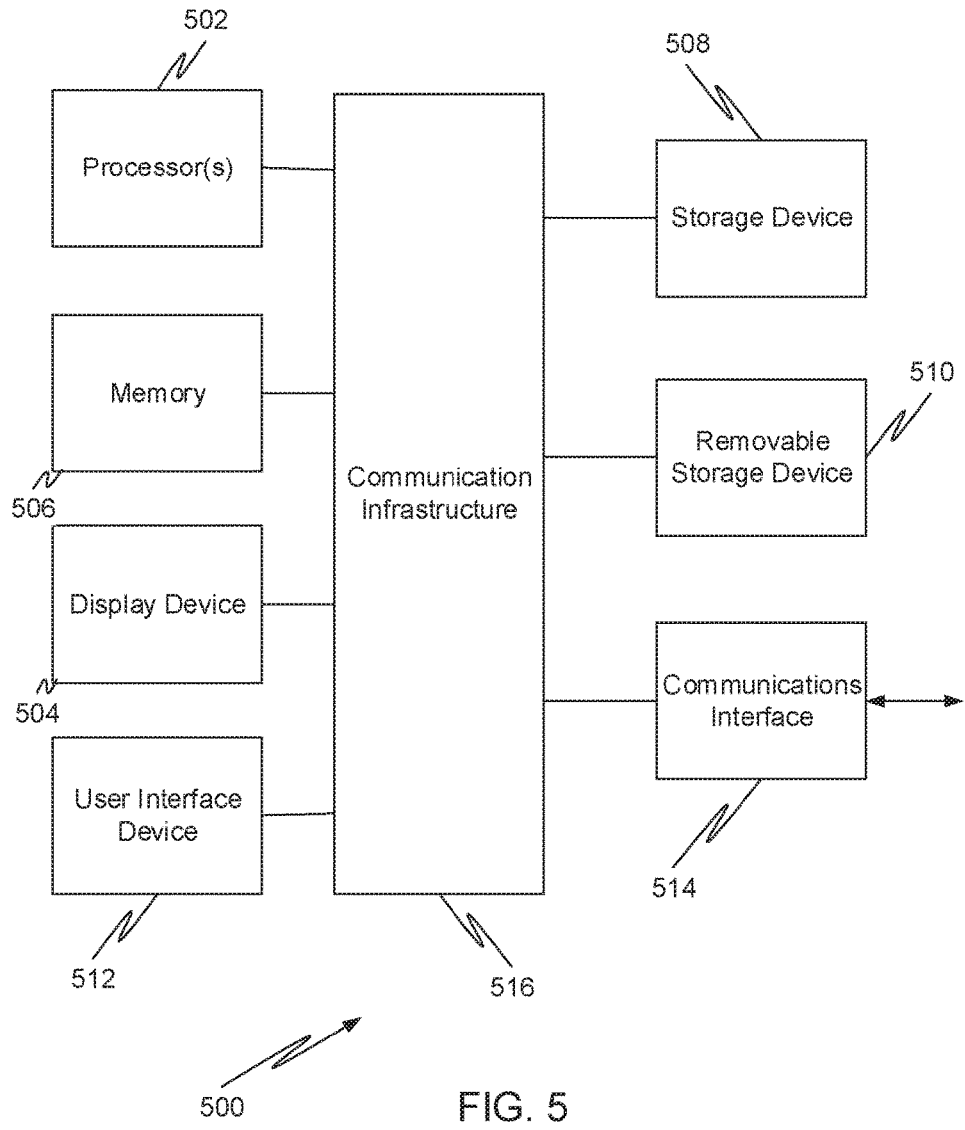 502
508
Processor(s)
Storage Device
Memory
506
510
Removable
Storage Device
Communication
Infrastructure
Display Device
504
Communications
Interface
User Interface
Device
514
512
516
500
FIG. 5